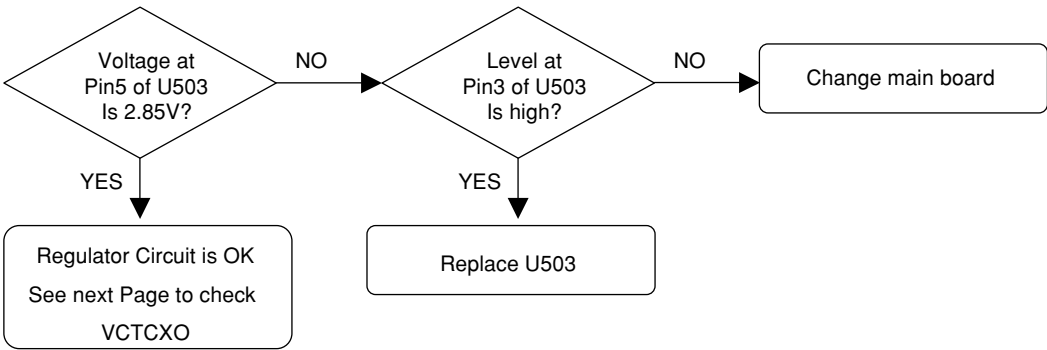 Voltage at
Pin5 of U503
Is 2.85V?
NO
Level at
Pin3 of U503
Is high?
NO
Change main board
YES
YES
Regulator Circuit is OK
See next Page to check
VCTCXO
Replace U503